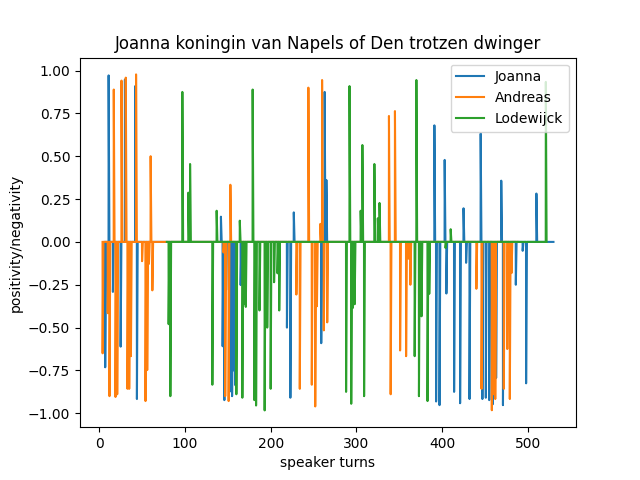 Joanna koningin van Napels of Den trotzen dwinger
Joanna
Andreas
Lodewijck
positivity/negativity
1.00
0.75
0.50
0.25
0.00
−0.25
−0.50
−0.75
−1.00
0 100 200 300 400 500
speaker turns